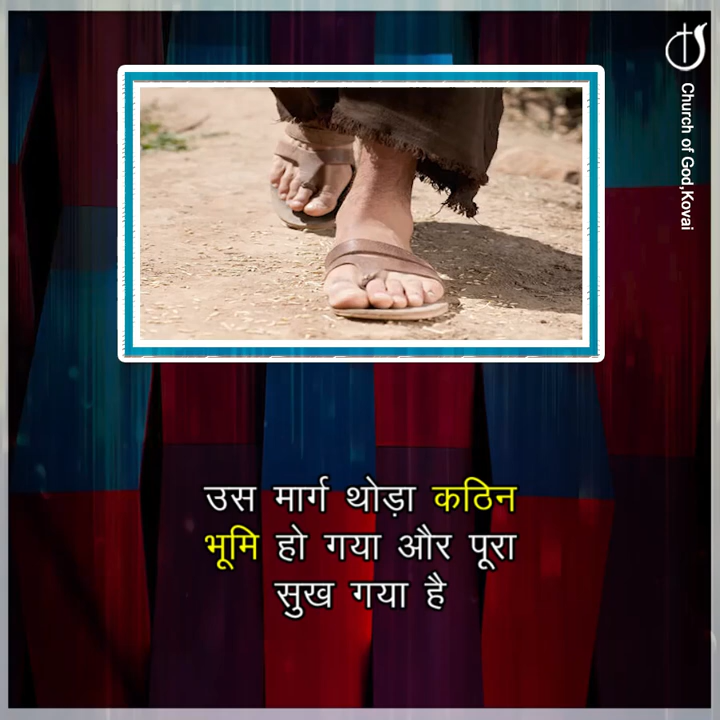 Church of God,Kovai
उस मार्ग थोड़ा कठिन
भूमि हो गया और पूरा
सुख गया है